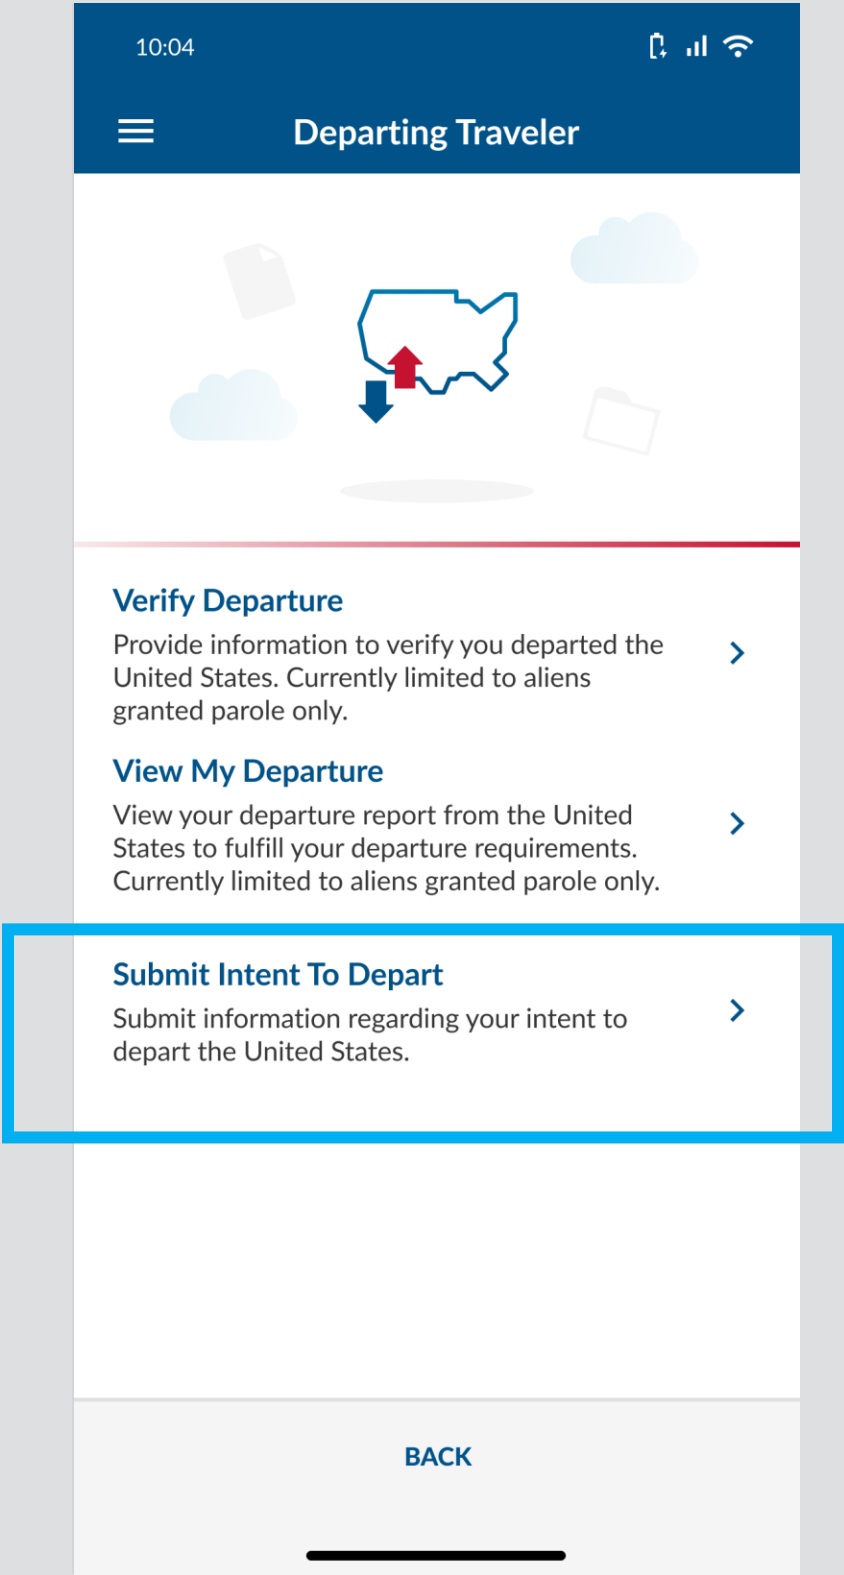 10:04
Departing Traveler
Verify Departure
Provide information to verify you departed the
United States. Currently limited to aliens
granted parole only.
View My Departure
View your departure report from the United
States to fulfill your departure requirements.
Currently limited to aliens granted parole only.
Submit Intent To Depart
Submit information regarding your intent to
depart the United States.
BACK